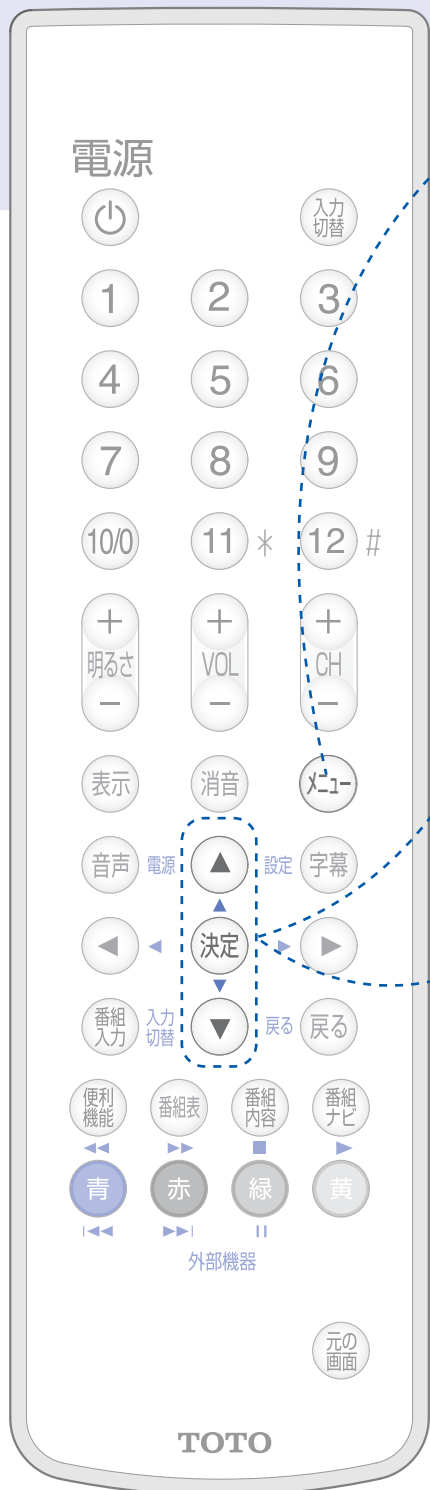 電源
入力
切替
1 2 3
4 5 6
7 8 9
10/0 11 * 12 #
+ + +
明るさ VOL CH
− − −
表示 消音 メニュー
音声 電源 ▲ 設定 字幕
▲
◀ ◀ 決定 ▶ ▶
▼
番組
入力
入力
切替
▼ 戻る 戻る
便利
機能
番組表
番組
内容
番組
ナビ
◀◀ ▶▶ ■ ▶
青 赤 緑 黄
I◀◀ ▶▶I II
外部機器
元の
画面
TOTO